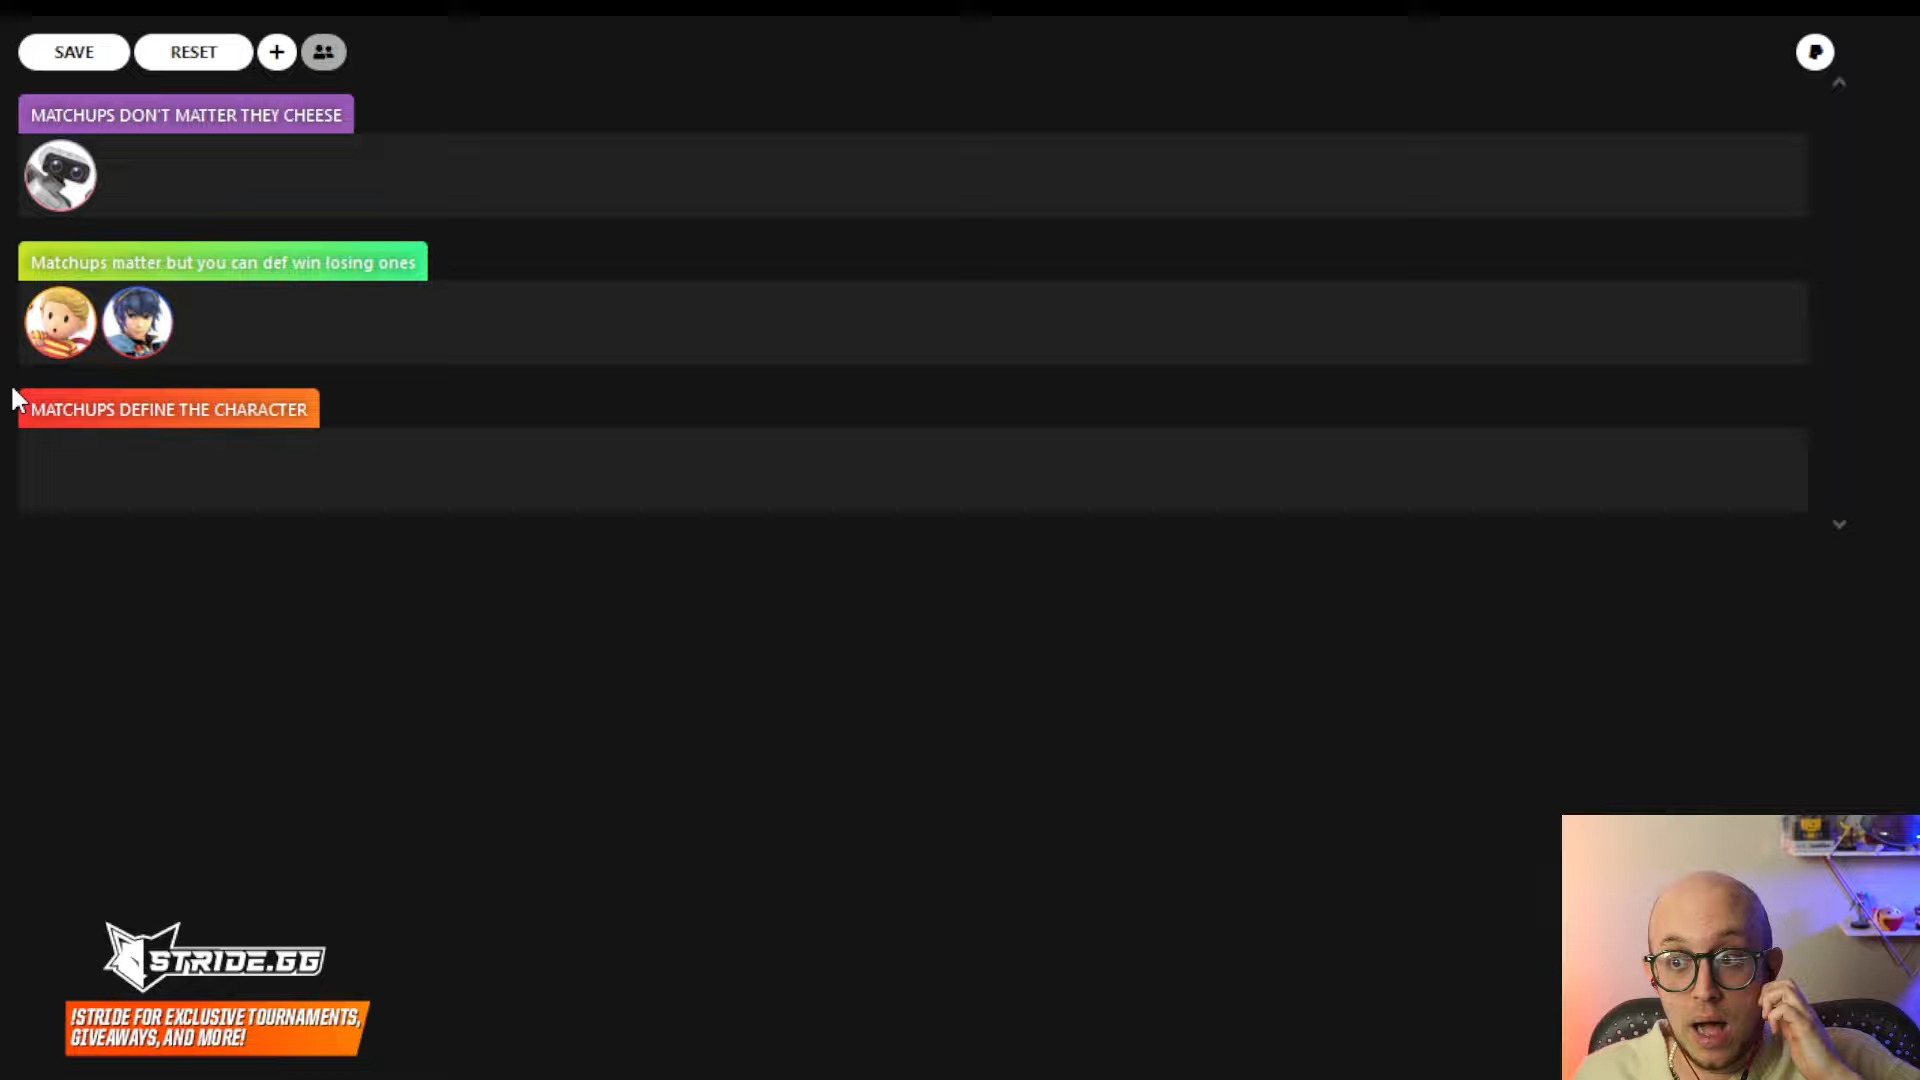 SAVE
RESET
MATCHUPS DON'T MATTER THEY CHEESE
Matchups matter but you can def win losing ones
MATCHUPS DEFINE THE CHARACTER
STRIDE.GG
!STRIDE FOR EXCLUSIVE TOURNAMENTS,
GIVEAWAYS, AND MORE!